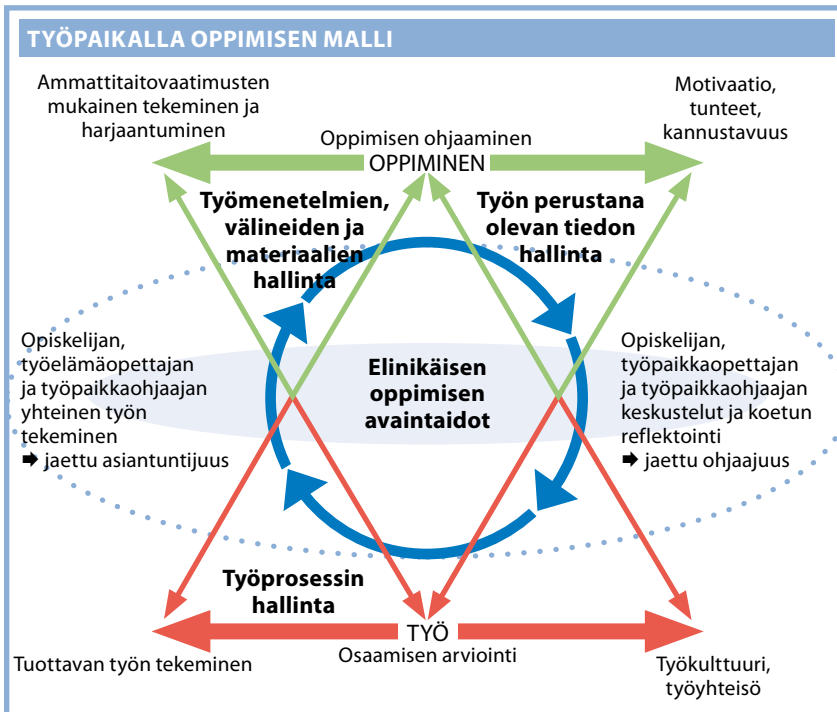 TYÖPAIKALLA OPPIMISEN MALLI
Ammattitaitovaatimusten
mukainen tekeminen ja
harjaantuminen
Motivaatio,
tunteet,
kannustavuus
Oppimisen ohjaaminen
OPPIMINEN
Työmenetelmien,
välineiden ja
materiaalien
hallinta
Työn perustana
olevan tiedon
hallinta
Opiskelijan,
työelämäopettajan
ja työpaikkaohjaajan
yhteinen työn
tekeminen
➡ jaettu asiantuntijuus
Elinikäisen
oppimisen
avaintaidot
Opiskelijan,
työpaikkaopettajan
ja työpaikkaohjaajan
keskustelut ja koetun
reflektointi
➡ jaettu ohjaajuus
Työprosessin
hallinta
TYÖ
Osaamisen arviointi
Tuottavan työn tekeminen
Työkulttuuri,
työyhteisö